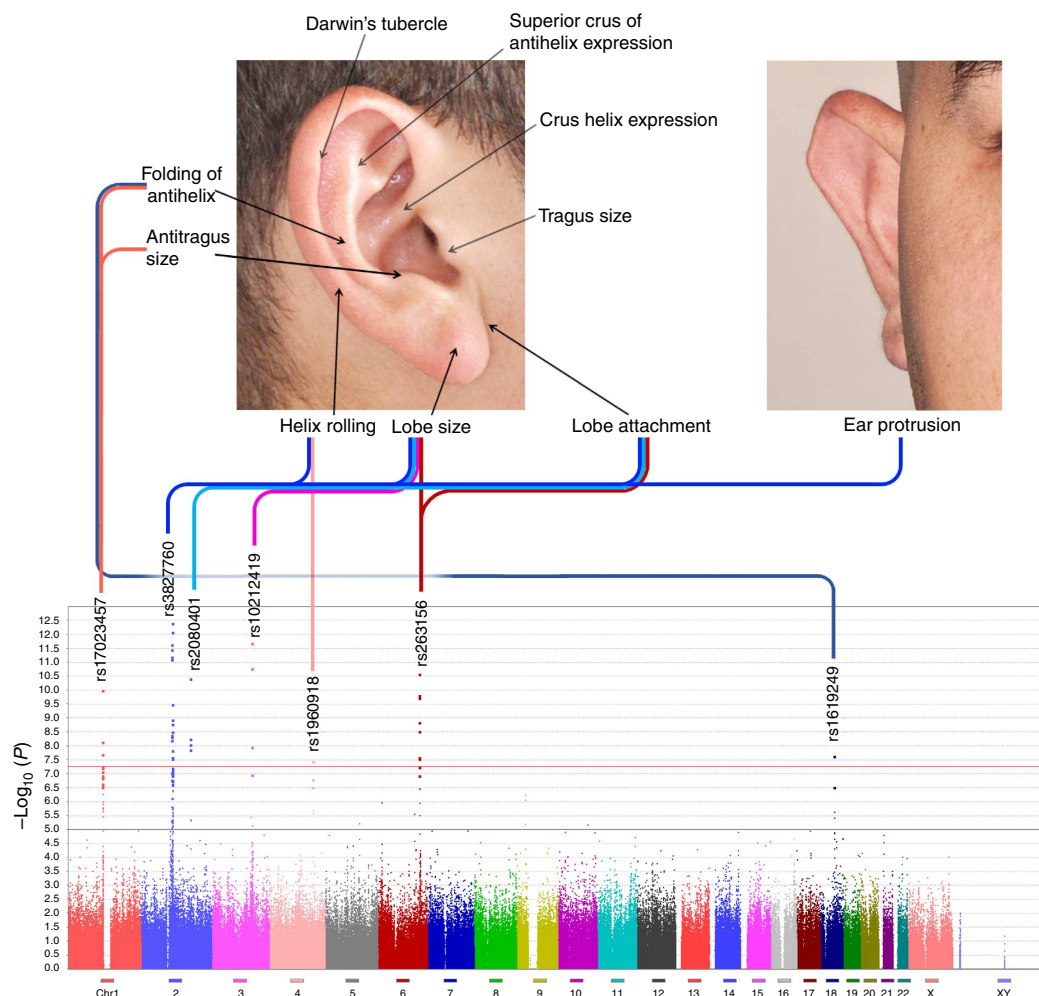 Darwin's tubercle
Superior crus of
antihelix expression
Crus helix expression
Folding of
antihelix
Antitragus
size
Tragus size
Helix rolling
Lobe size
Lobe attachment
Ear protrusion
rs17023457
rs3827760
rs2080401
rs10212419
rs1960918
rs263156
rs1619249
–Log10 (P)
12.5
12.0
11.5
11.0
10.5
10.0
9.5
9.0
8.5
8.0
7.5
7.0
6.5
6.0
5.5
5.0
4.5
4.0
3.5
3.0
2.5
2.0
1.5
1.0
0.5
0.0
Chr1 2 3 4 5 6 7 8 9 10 11 12 13 14 15 16 17 18 19 20 21 22 X XY